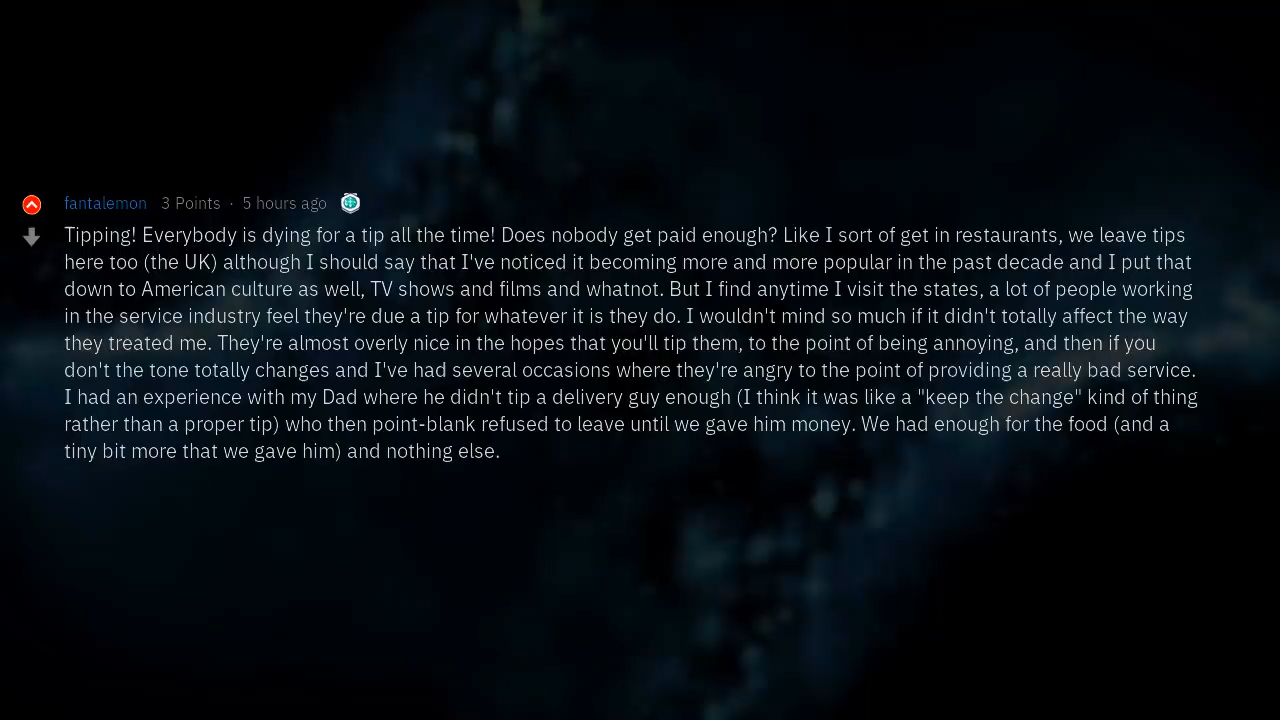 fantalemon 3 Points · 5 hours ago
Tipping! Everybody is dying for a tip all the time! Does nobody get paid enough? Like I sort of get in restaurants, we leave tips
here too (the UK) although I should say that I've noticed it becoming more and more popular in the past decade and I put that
down to American culture as well, TV shows and films and whatnot. But I find anytime I visit the states, a lot of people working
in the service industry feel they're due a tip for whatever it is they do. I wouldn't mind so much if it didn't totally affect the way
they treated me. They're almost overly nice in the hopes that you'll tip them, to the point of being annoying, and then if you
don't the tone totally changes and I've had several occasions where they're angry to the point of providing a really bad service.
I had an experience with my Dad where he didn't tip a delivery guy enough (I think it was like a "keep the change" kind of thing
rather than a proper tip) who then point-blank refused to leave until we gave him money. We had enough for the food (and a
tiny bit more that we gave him) and nothing else.